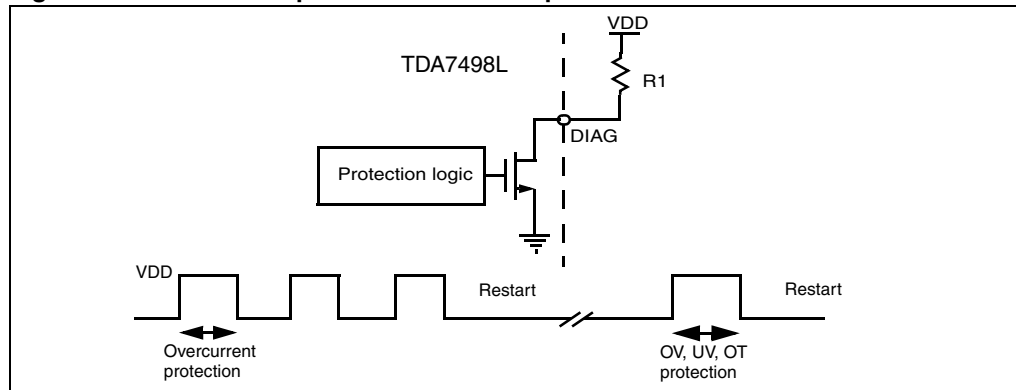 VDD
TDA7498L
R1
DIAG
Protection logic
VDD
Restart
Restart
Overcurrent
protection
OV, UV, OT
protection